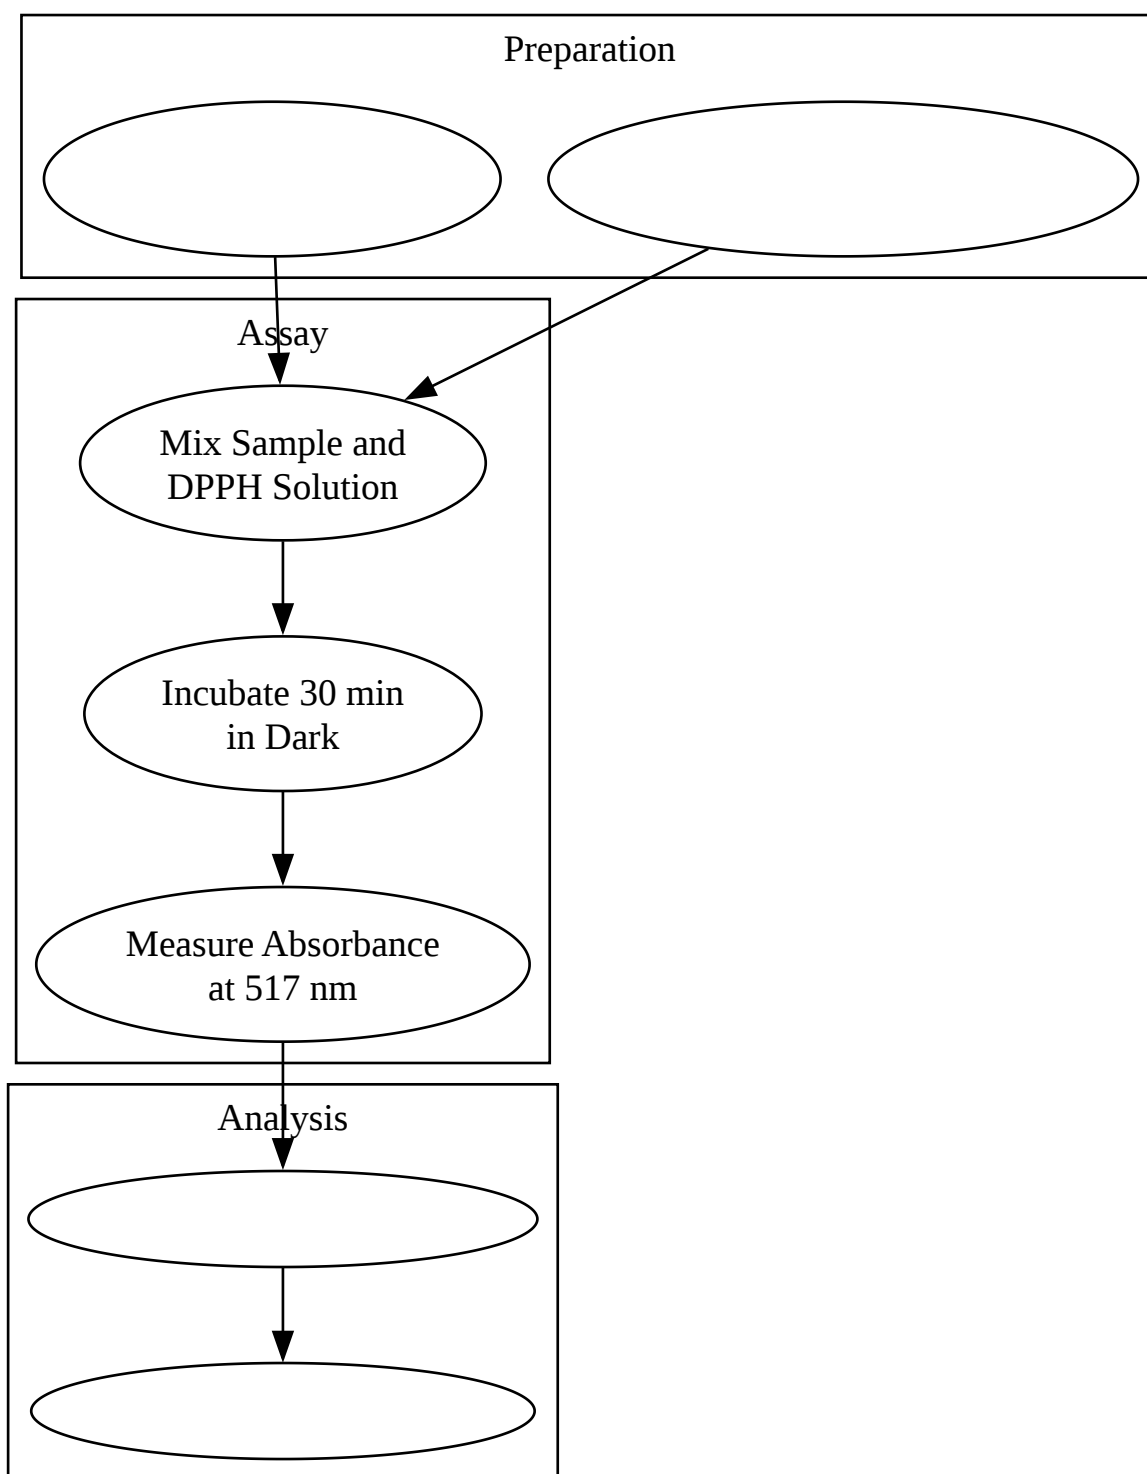 Preparation
Assay
Mix Sample and
DPPH Solution
Incubate 30 min
in Dark
Measure Absorbance
at 517 nm
Analysis